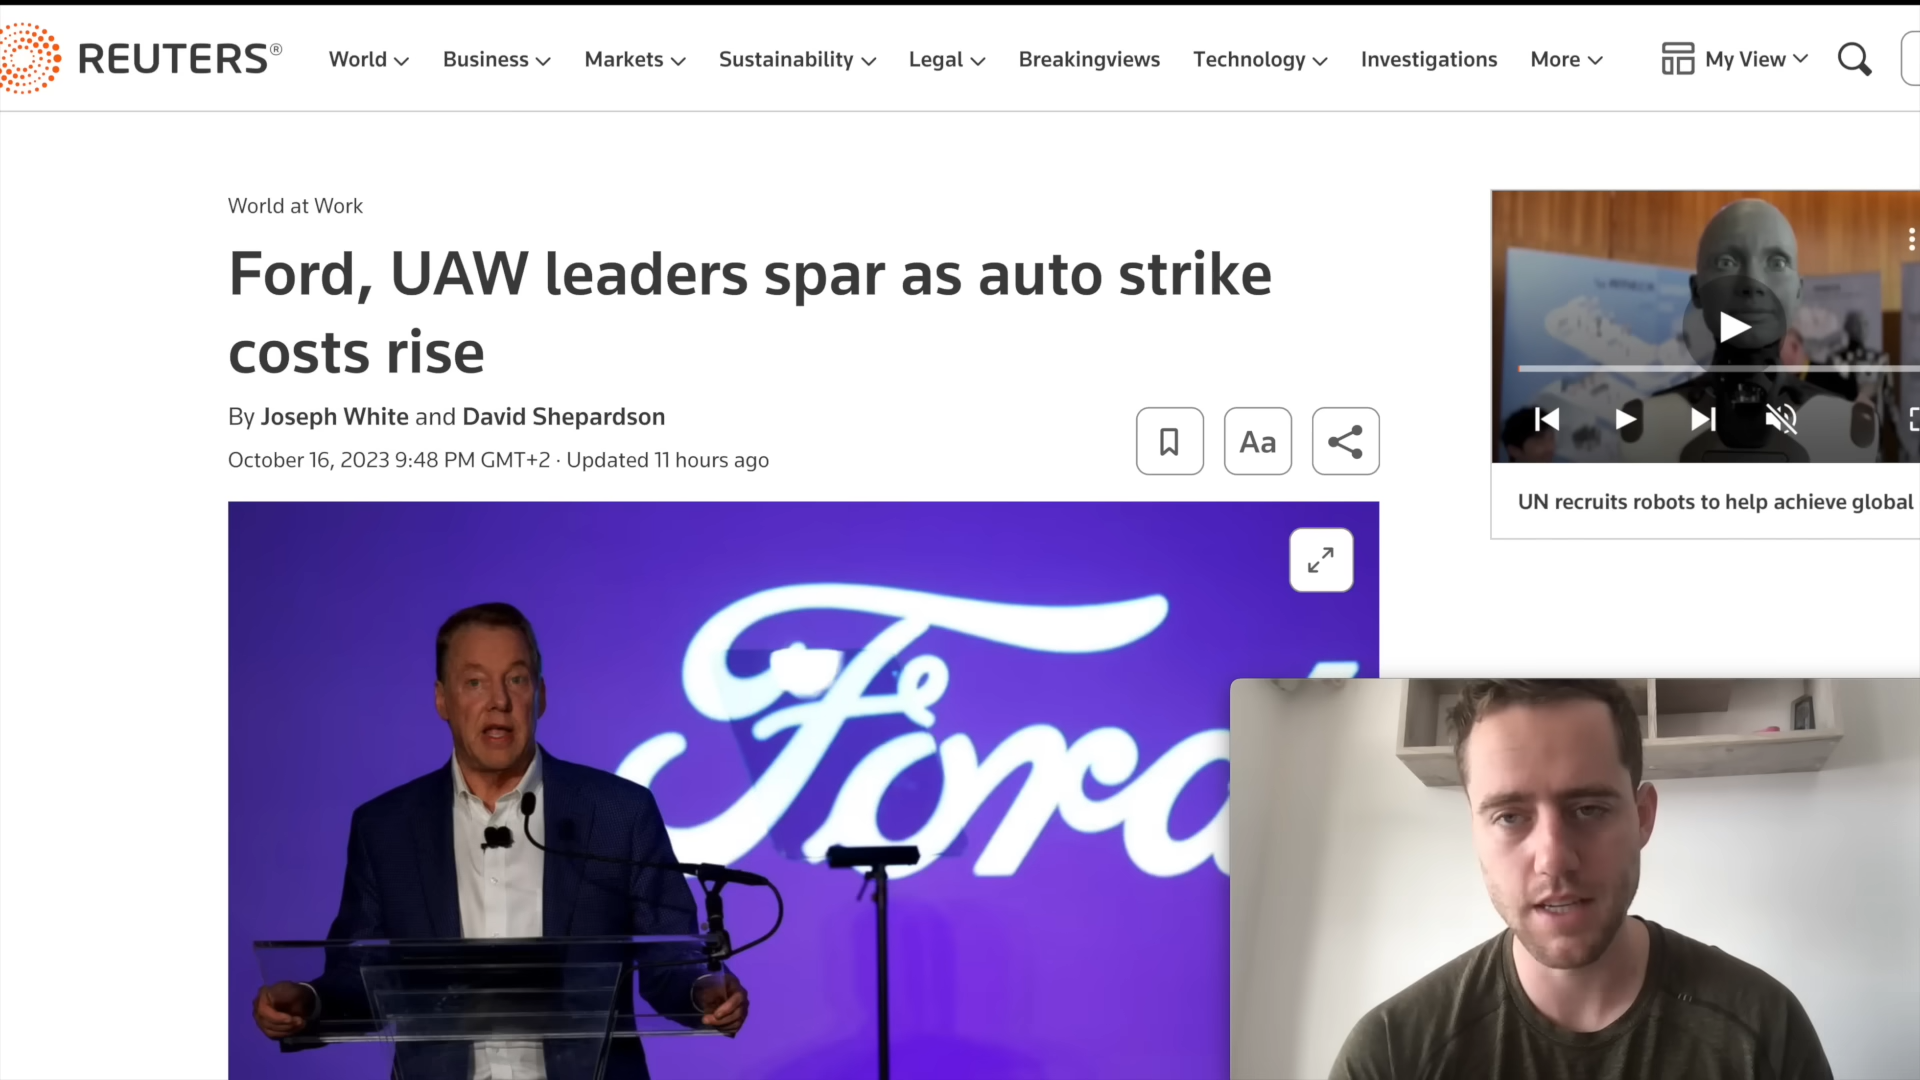 REUTERS®
World Business Markets Sustainability Legal Breakingviews Technology Investigations More My View
World at Work
Ford, UAW leaders spar as auto strike
costs rise
By Joseph White and David Shepardson
October 16, 2023 9:48 PM GMT+2 · Updated 11 hours ago
Aa
UN recruits robots to help achieve global
Ford